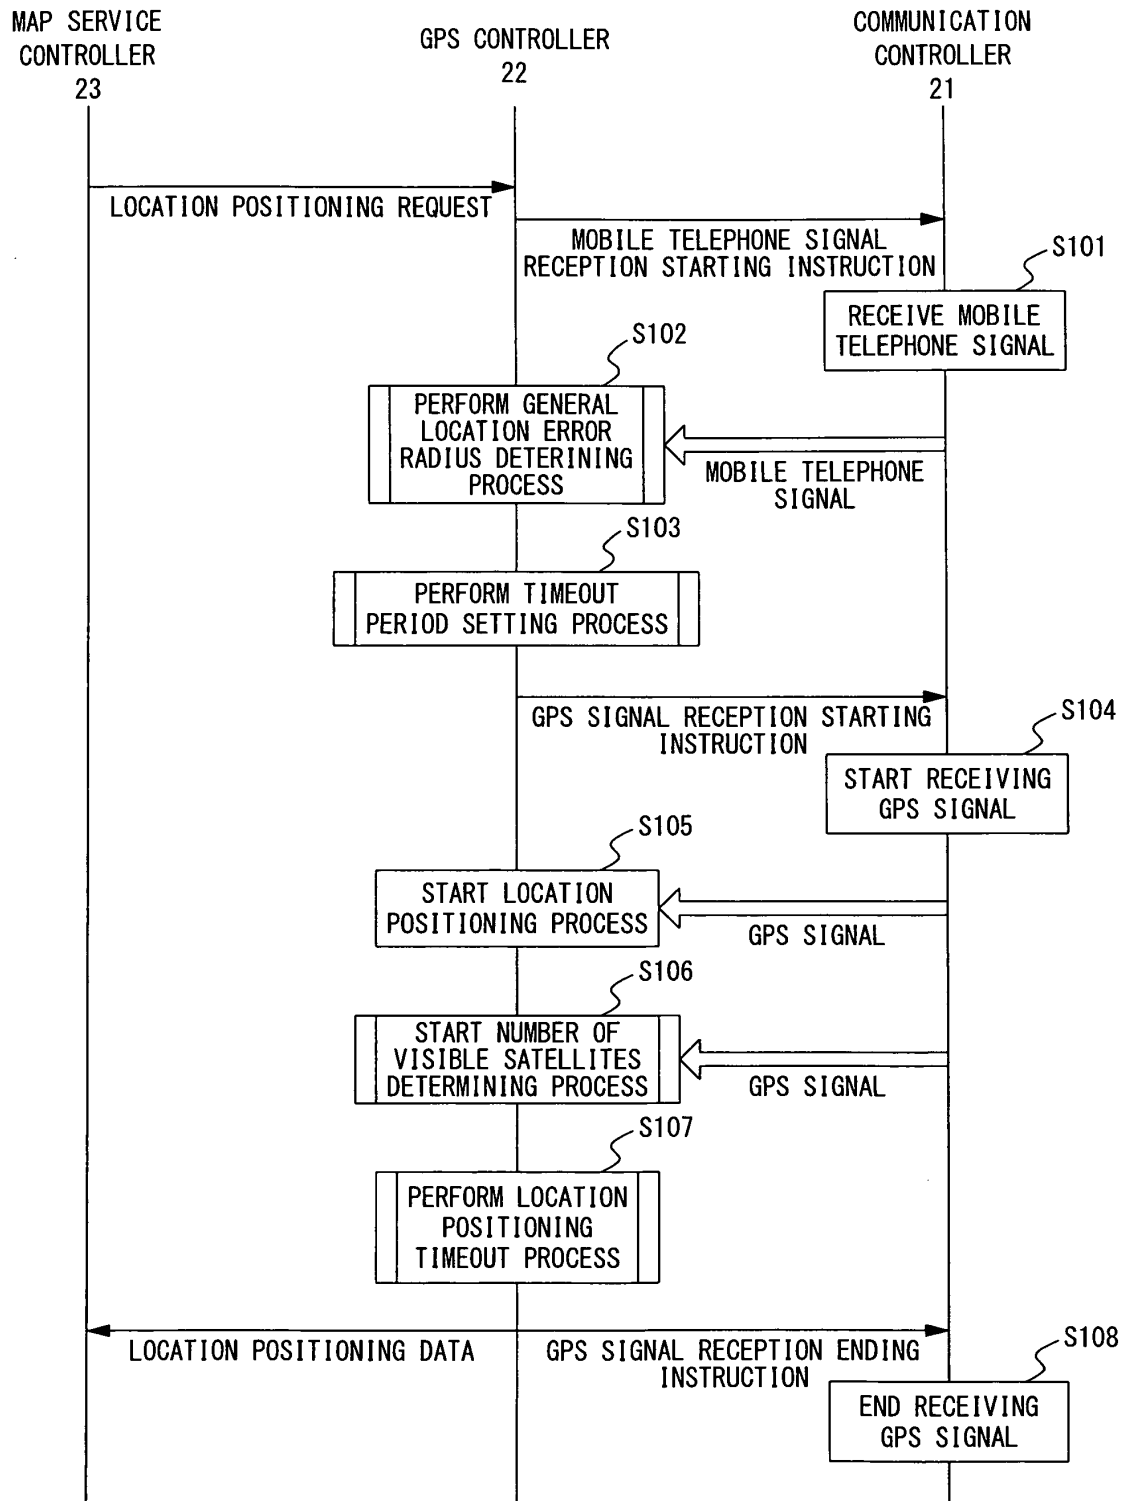 MAP SERVICE
CONTROLLER
23
GPS CONTROLLER
22
COMMUNICATION
CONTROLLER
21
LOCATION POSITIONING REQUEST
MOBILE TELEPHONE SIGNAL
RECEPTION STARTING INSTRUCTION
S101
RECEIVE MOBILE
TELEPHONE SIGNAL
S102
PERFORM GENERAL
LOCATION ERROR
RADIUS DETERINING
PROCESS
MOBILE TELEPHONE
SIGNAL
S103
PERFORM TIMEOUT
PERIOD SETTING PROCESS
GPS SIGNAL RECEPTION STARTING
INSTRUCTION
S104
START RECEIVING
GPS SIGNAL
S105
START LOCATION
POSITIONING PROCESS
GPS SIGNAL
S106
START NUMBER OF
VISIBLE SATELLITES
DETERMINING PROCESS
GPS SIGNAL
S107
PERFORM LOCATION
POSITIONING
TIMEOUT PROCESS
LOCATION POSITIONING DATA
GPS SIGNAL RECEPTION ENDING
INSTRUCTION
S108
END RECEIVING
GPS SIGNAL